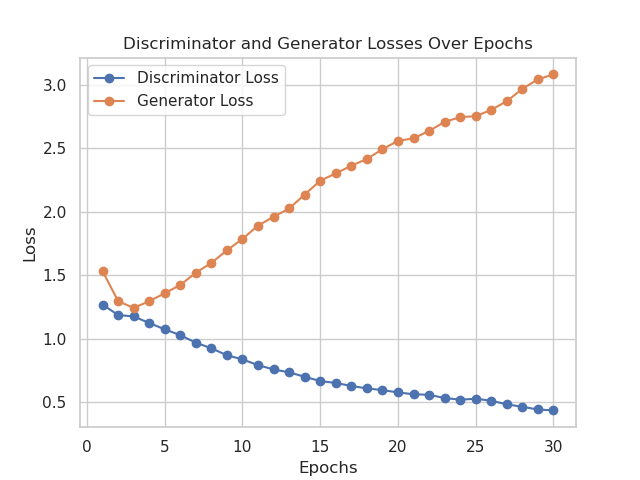 Discriminator and Generator Losses Over Epochs
Discriminator Loss
Generator Loss
3.0
2.5
2.0
1.5
1.0
0.5
Loss
0 5 10 15 20 25 30
Epochs